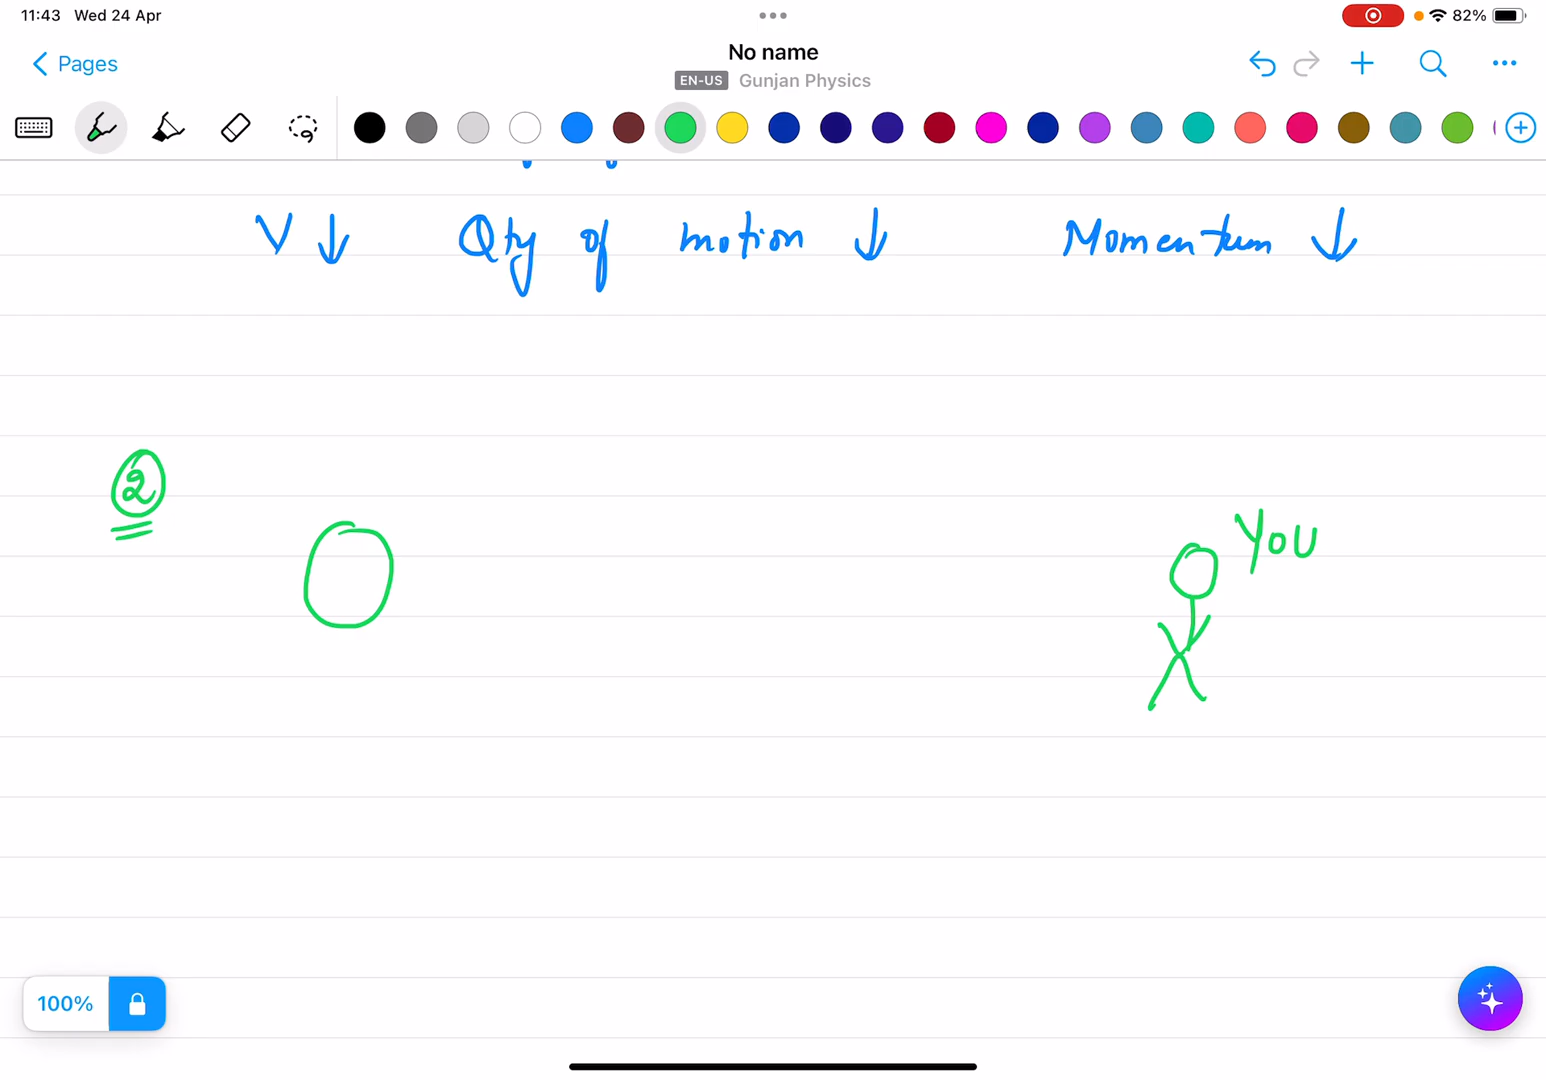 11:43 Wed 24 Apr
82%
Pages
No name
EN-US Gunjan Physics
V ↓ Qty of motion ↓ Momentum ↓
②
YOU
100%